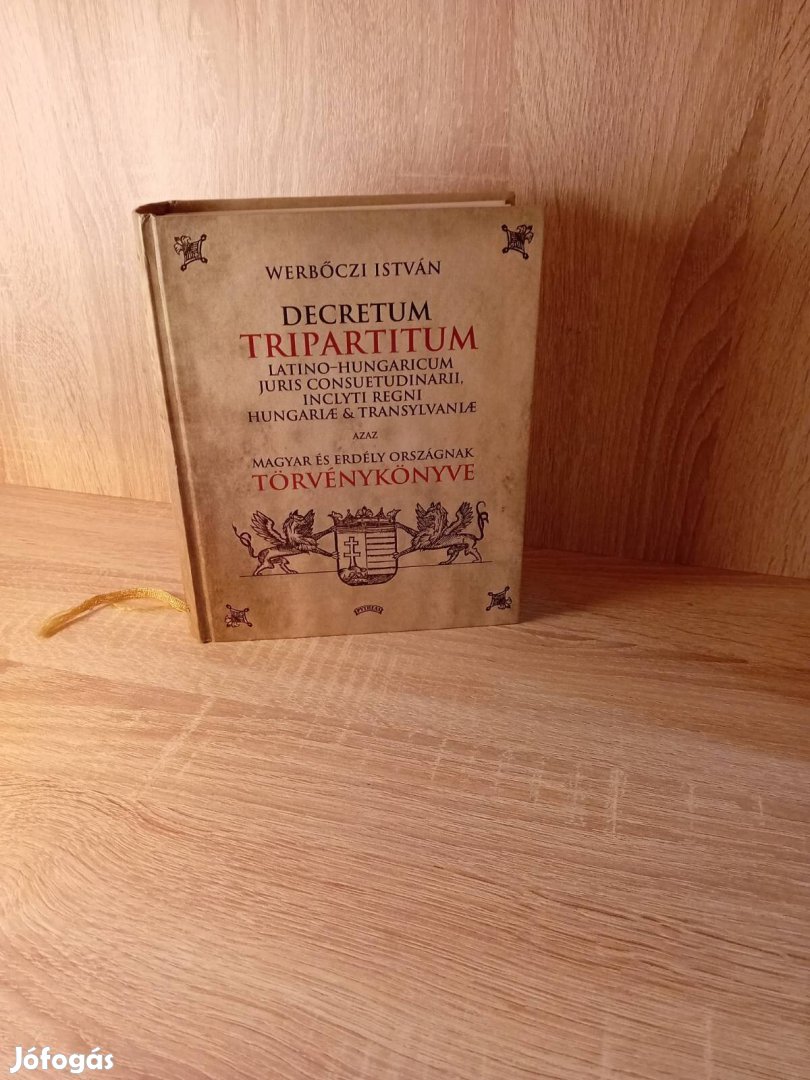 WERBŐCZI ISTVÁN
DECRETUM
TRIPARTITUM
LATINO–HUNGARICUM
JURIS CONSUETUDINARII,
INCLYTI REGNI
HUNGARIÆ & TRANSYLVANIÆ
AZAZ
MAGYAR ÉS ERDÉLY ORSZÁGNAK
TÖRVÉNYKÖNYVE
Jófogás